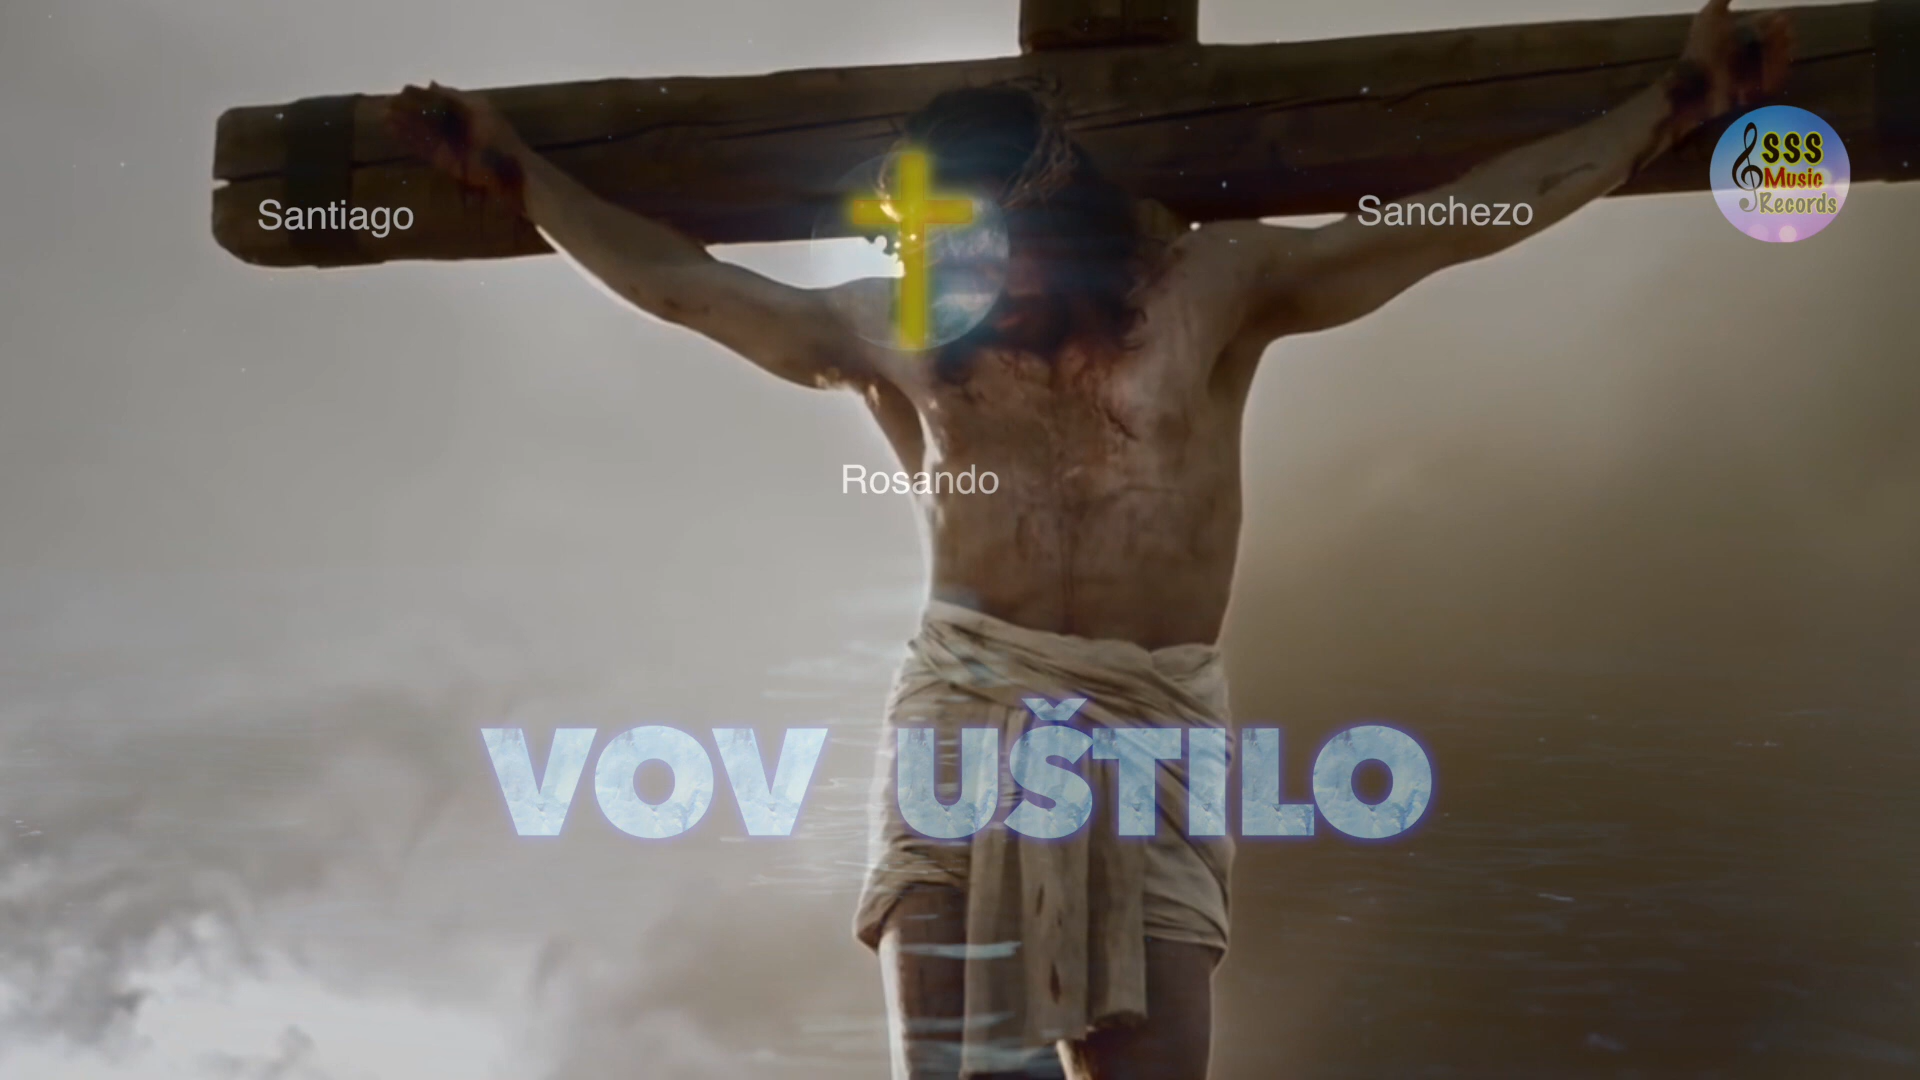 Santiago
Sanchezo
SSS
Music
Records
Rosando
VOV UŠTILO